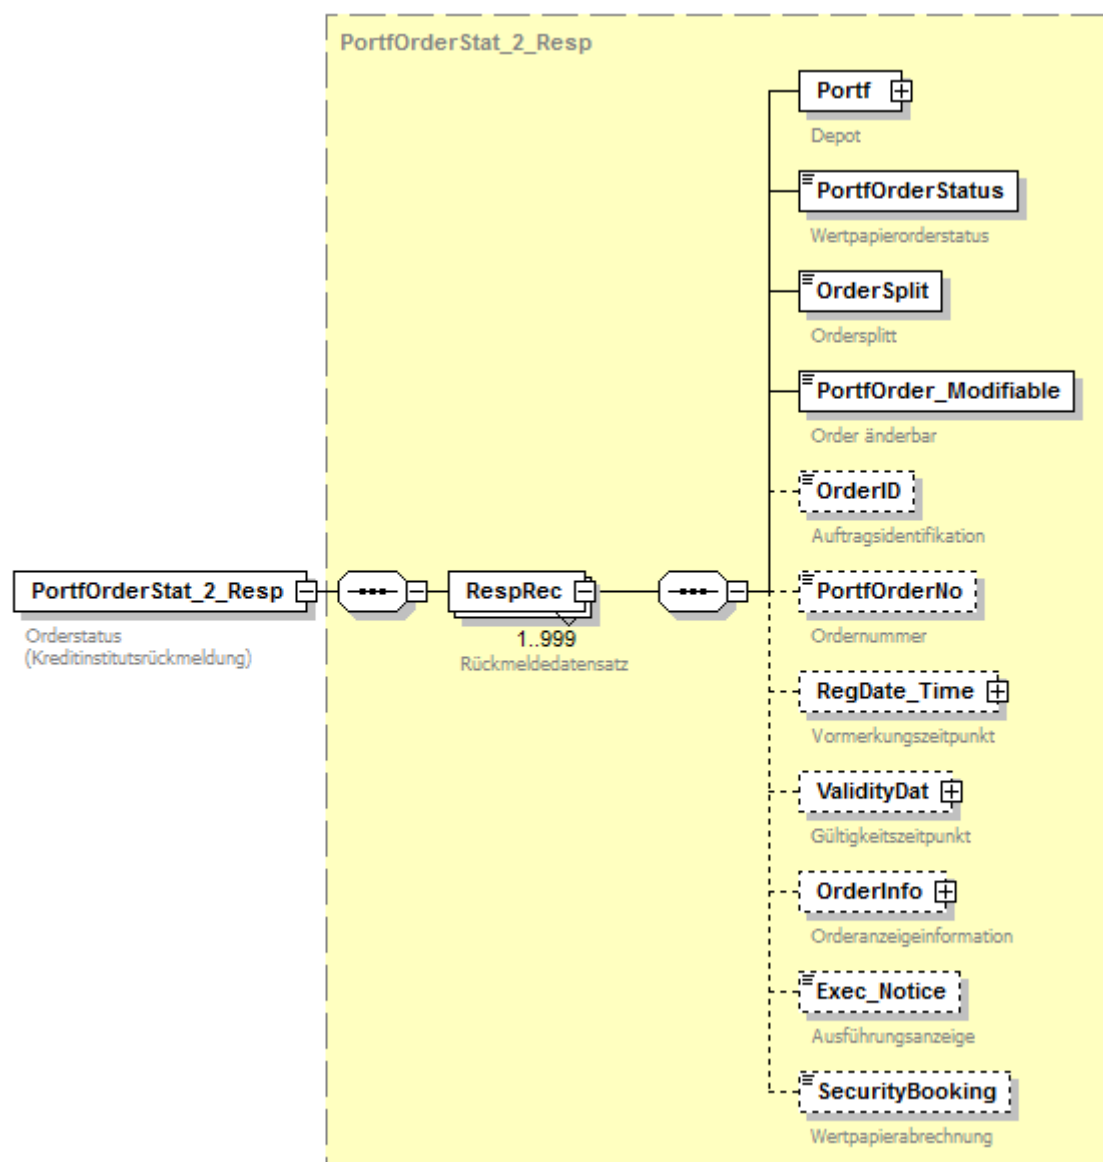 PortfOrderStat_2_Resp
Portf
Depot
PortfOrderStatus
Wertpapierorderstatus
OrderSplit
Ordersplitt
PortfOrder_Modifiable
Order änderbar
OrderID
Auftragsidentifikation
PortfOrderStat_2_Resp
Orderstatus
(Kreditinstitutsrückmeldung)
RespRec
1..999
Rückmeldedatensatz
PortfOrderNo
Ordernummer
RegDate_Time
Vormerkungszeitpunkt
ValidityDat
Gültigkeitszeitpunkt
OrderInfo
Orderanzeigeinformation
Exec_Notice
Ausführungsanzeige
SecurityBooking
Wertpapierabrechnung